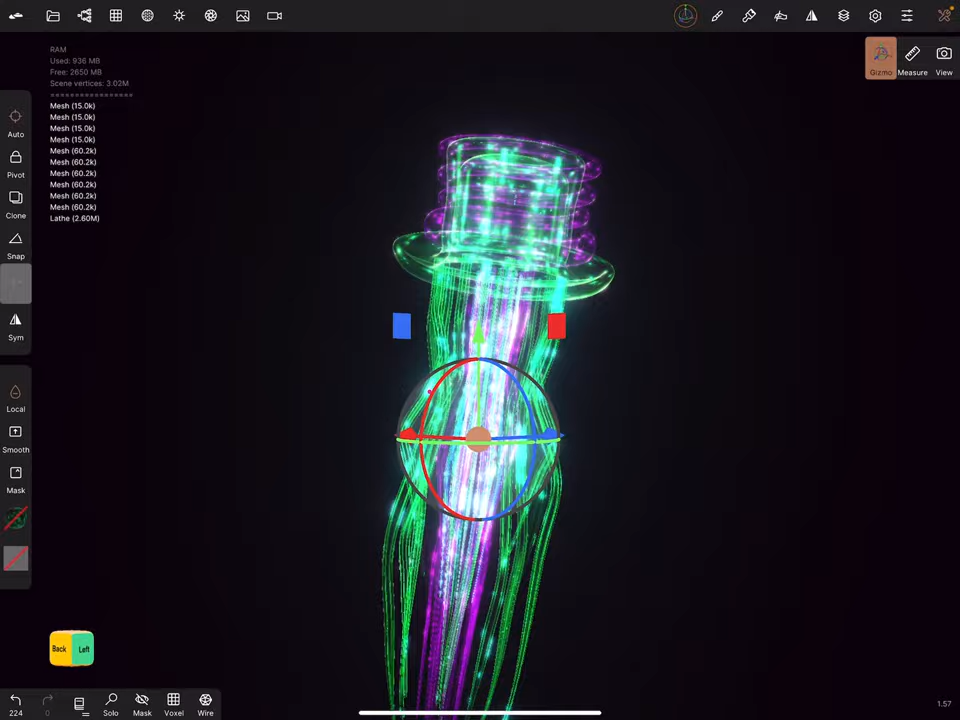 RAM
Used: 936 MB
Free: 2650 MB
Scene vertices: 3.02M
=================
Mesh (15.0k)
Mesh (15.0k)
Mesh (15.0k)
Mesh (15.0k)
Mesh (60.2k)
Mesh (60.2k)
Mesh (60.2k)
Mesh (60.2k)
Mesh (60.2k)
Mesh (60.2k)
Lathe (2.60M)
Gizmo
Measure
View
Auto
Pivot
Clone
Snap
Sym
Local
Smooth
Mask
Back
Left
224
0
Solo
Mask
Voxel
Wire
1.57